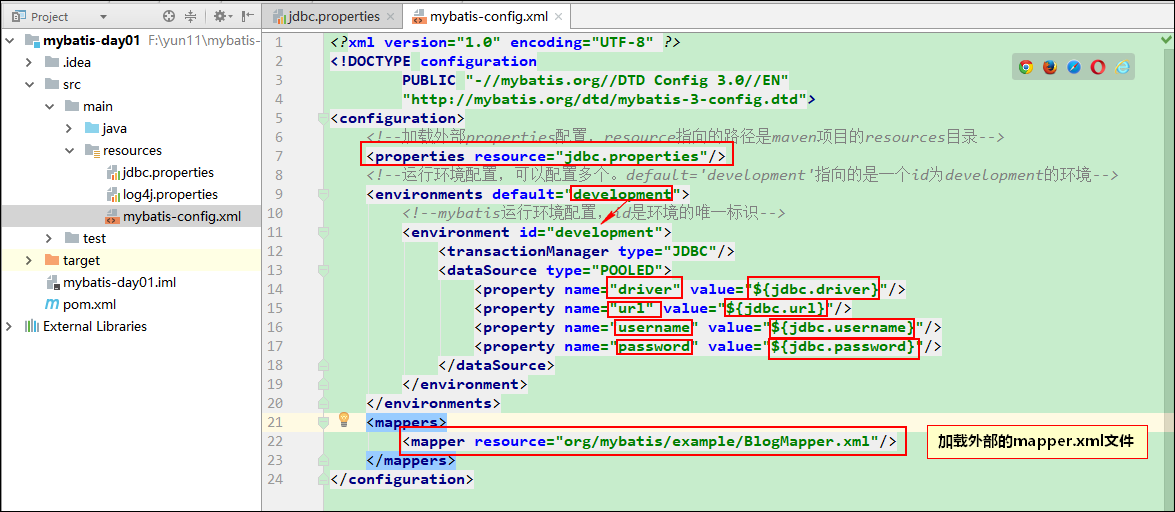 Project
jdbc.properties
mybatis-config.xml
mybatis-day01 F:\yun11\mybatis-
.idea
src
main
java
resources
jdbc.properties
log4j.properties
mybatis-config.xml
test
target
mybatis-day01.iml
pom.xml
External Libraries
1 <?xml version="1.0" encoding="UTF-8" ?>
2 <!DOCTYPE configuration
3 PUBLIC "-//mybatis.org//DTD Config 3.0//EN"
4 "http://mybatis.org/dtd/mybatis-3-config.dtd">
5 <configuration>
6 <!--加载外部properties配置，resource指向的路径是maven项目的resources目录-->
7 <properties resource="jdbc.properties"/>
8 <!--运行环境配置，可以配置多个。default='development'指向的是一个id为development的环境-->
9 <environments default="development">
10 <!--mybatis运行环境配置，id是环境的唯一标识-->
11 <environment id="development">
12 <transactionManager type="JDBC"/>
13 <dataSource type="POOLED">
14 <property name="driver" value="${jdbc.driver}"/>
15 <property name="url" value="${jdbc.url}"/>
16 <property name="username" value="${jdbc.username}"/>
17 <property name="password" value="${jdbc.password}"/>
18 </dataSource>
19 </environment>
20 </environments>
21 <mappers>
22 <mapper resource="org/mybatis/example/BlogMapper.xml"/>
加载外部的mapper.xml文件
23 </mappers>
24 </configuration>